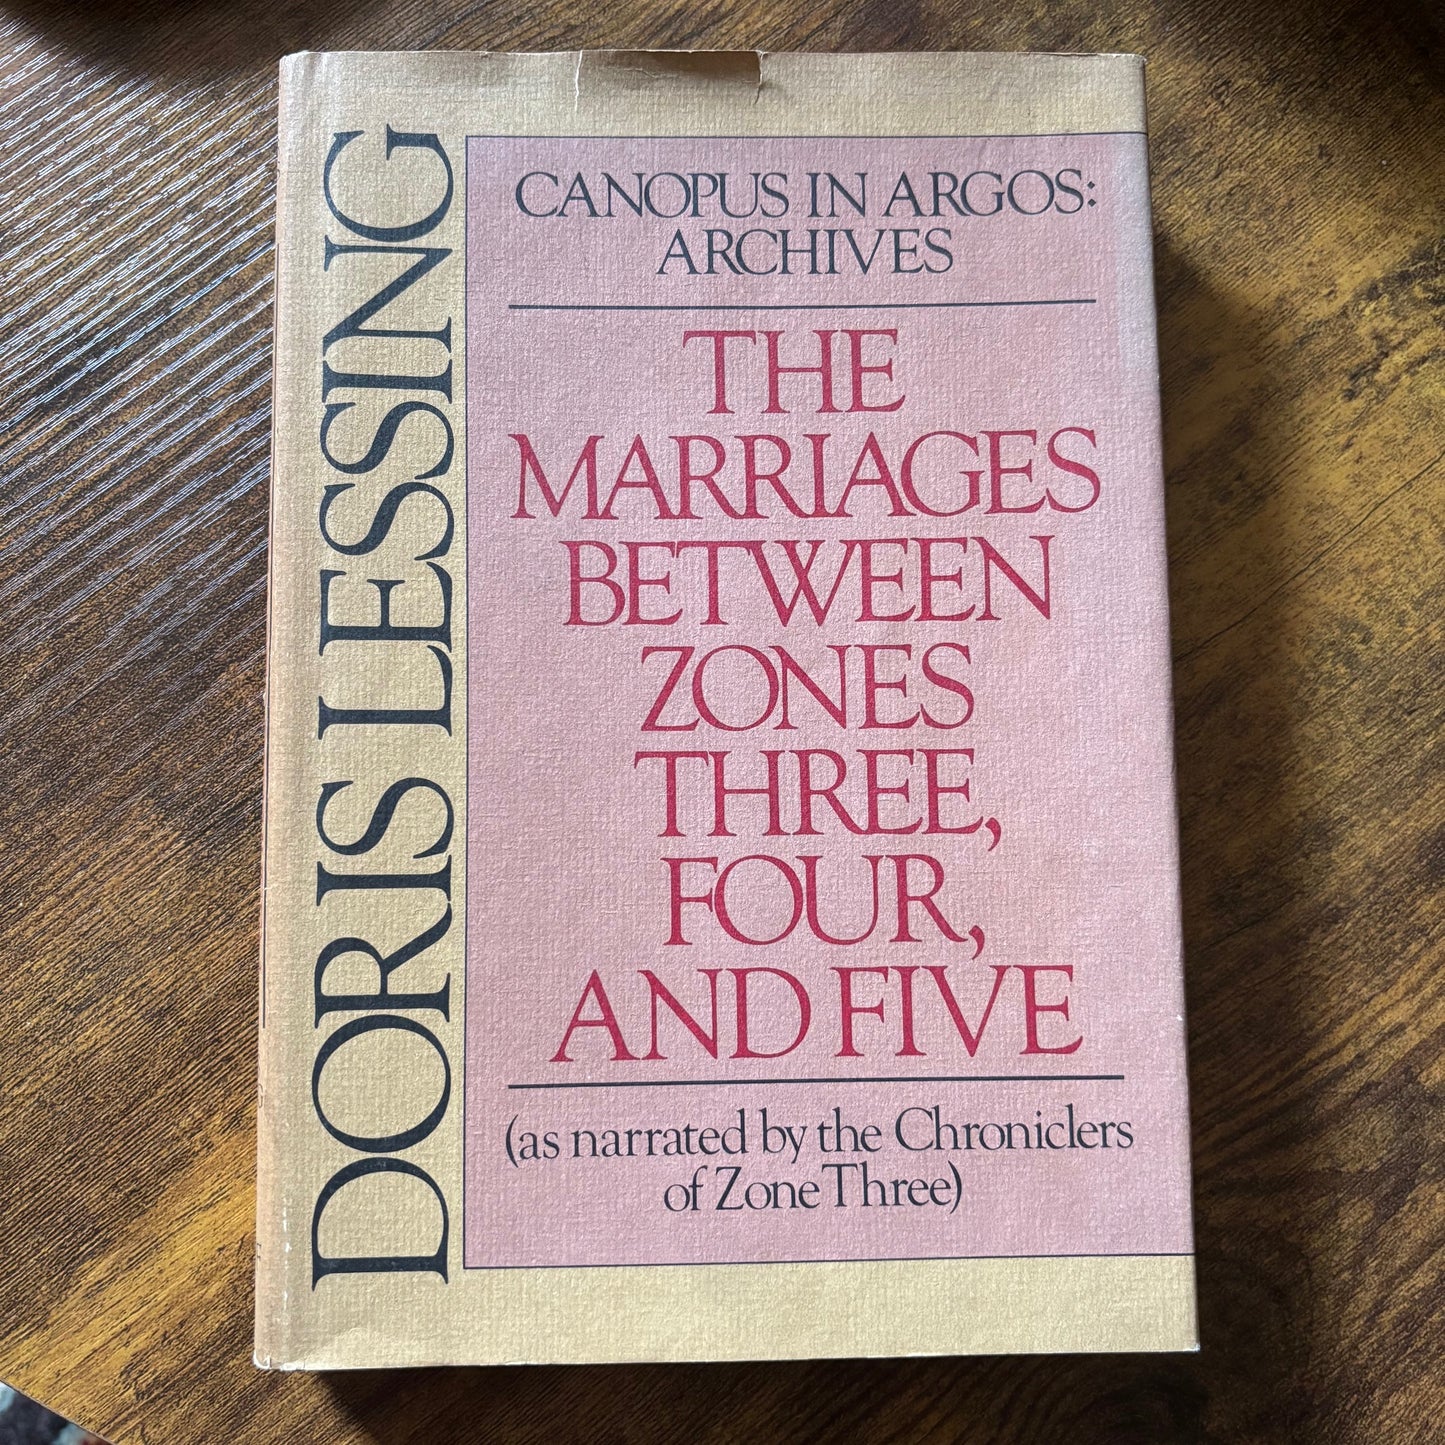 DORIS LESSING
CANOPUS IN ARGOS:
ARCHIVES
THE
MARRIAGES
BETWEEN
ZONES
THREE,
FOUR,
AND FIVE
(as narrated by the Chroniclers
of Zone Three)